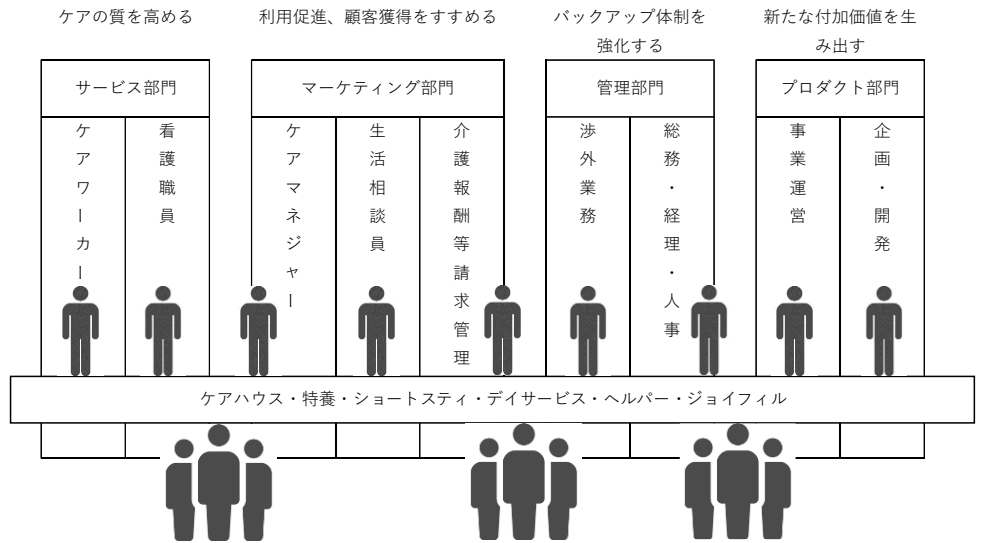 ケアの質を高める
利用促進、顧客獲得をすすめる
バックアップ体制を
強化する
新たな付加価値を生
み出す
サービス部門
マーケティング部門
管理部門
プロダクト部門
ケアワーカー
看護職員
ケアマネジャー
生活相談員
介護報酬等請求管理
渉外業務
総務・経理・人事
事業運営
企画・開発
ケアハウス・特養・ショートスティ・デイサービス・ヘルパー・ジョイフィル